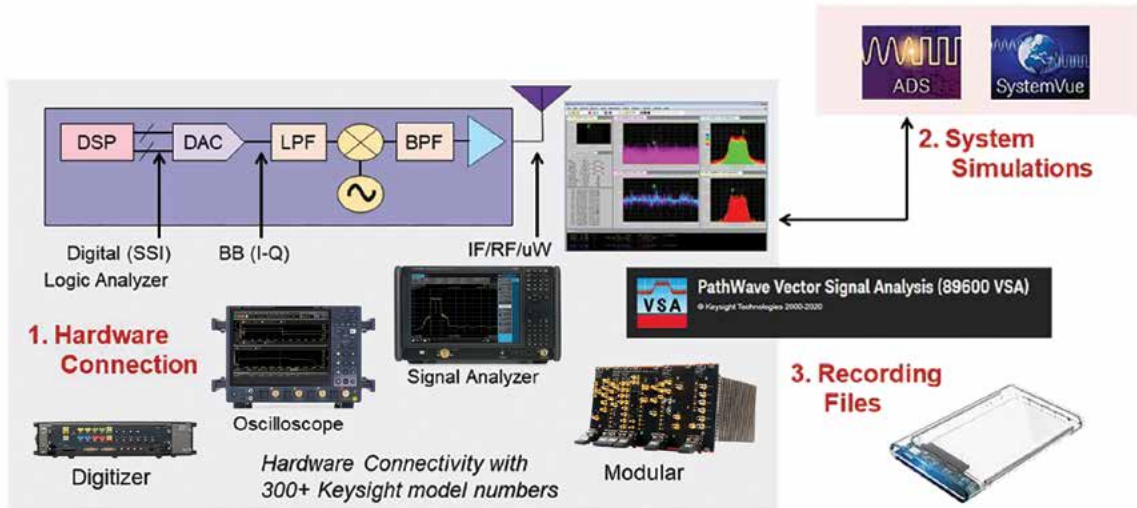 ADS
SystemVue
2. System
Simulations
DSP
DAC
LPF
BPF
Digital (SSI)
Logic Analyzer
BB (I-Q)
IF/RF/uW
VSA
PathWave Vector Signal Analysis (89600 VSA)
© Keysight Technologies 2000-2020
1. Hardware
Connection
Signal Analyzer
Oscilloscope
Digitizer
Hardware Connectivity with
300+ Keysight model numbers
Modular
3. Recording
Files